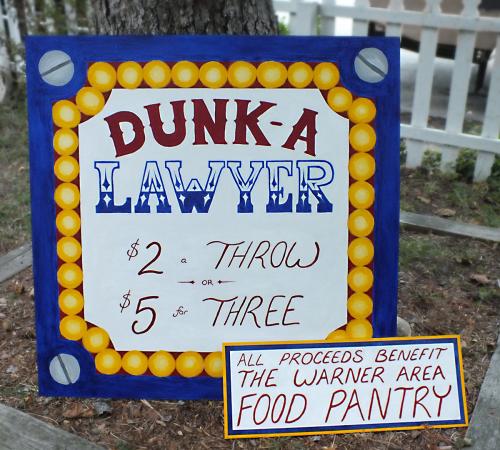 DUNK-A
LAWYER
$2 a THROW
OR
$5 for THREE
ALL PROCEEDS BENEFIT
THE WARNER AREA
FOOD PANTRY